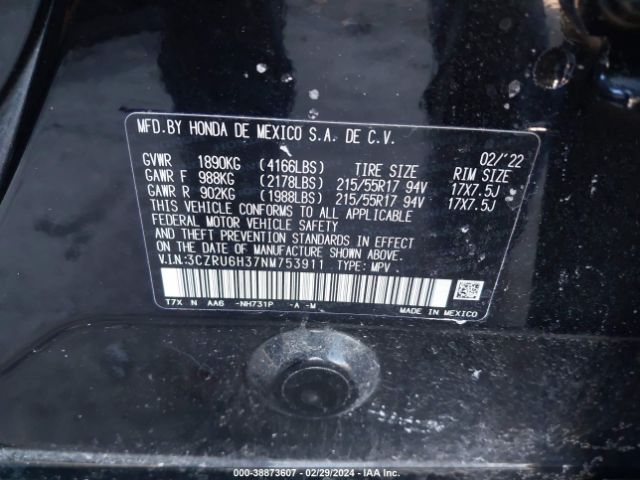 MFD.BY HONDA DE MEXICO S.A. DE C.V.
02/'22
GVWR 1890KG (4166LBS) TIRE SIZE RIM SIZE
GAWR F 988KG (2178LBS) 215/55R17 94V 17X7.5J
GAWR R 902KG (1988LBS) 215/55R17 94V 17X7.5J
THIS VEHICLE CONFORMS TO ALL APPLICABLE
FEDERAL MOTOR VEHICLE SAFETY
AND THEFT PREVENTION STANDARDS IN EFFECT
ON THE DATE OF MANUFACTURE SHOWN ABOVE.
V.I.N:3CZRU6H37NM753911 TYPE: MPV
T7X N AA6 -NH731P -A -M
MADE IN MEXICO
000-38873607 - 02/29/2024 - IAA Inc.